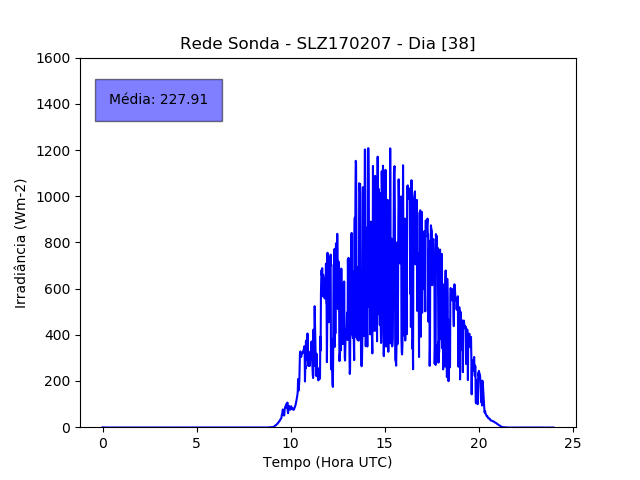 Rede Sonda - SLZ170207 - Dia [38]
Média: 227.91
Irradiância (Wm-2)
1600
1400
1200
1000
800
600
400
200
0
0 5 10 15 20 25
Tempo (Hora UTC)